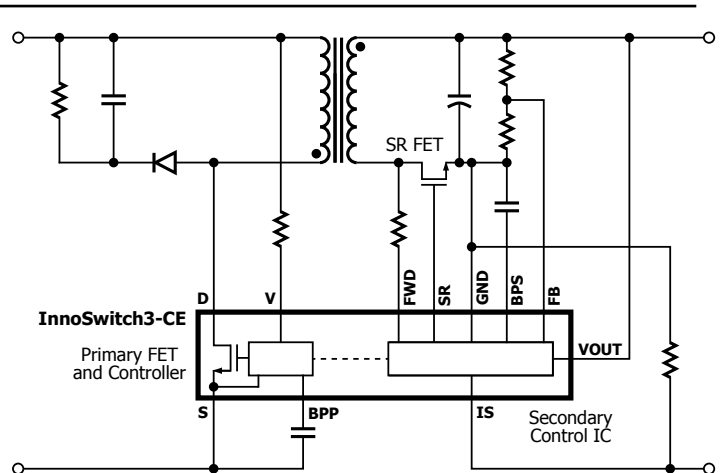 SR FET
D
V
FWD
SR
GND
BPS
FB
InnoSwitch3-CE
Primary FET
and Controller
VOUT
S
BPP
IS
Secondary
Control IC